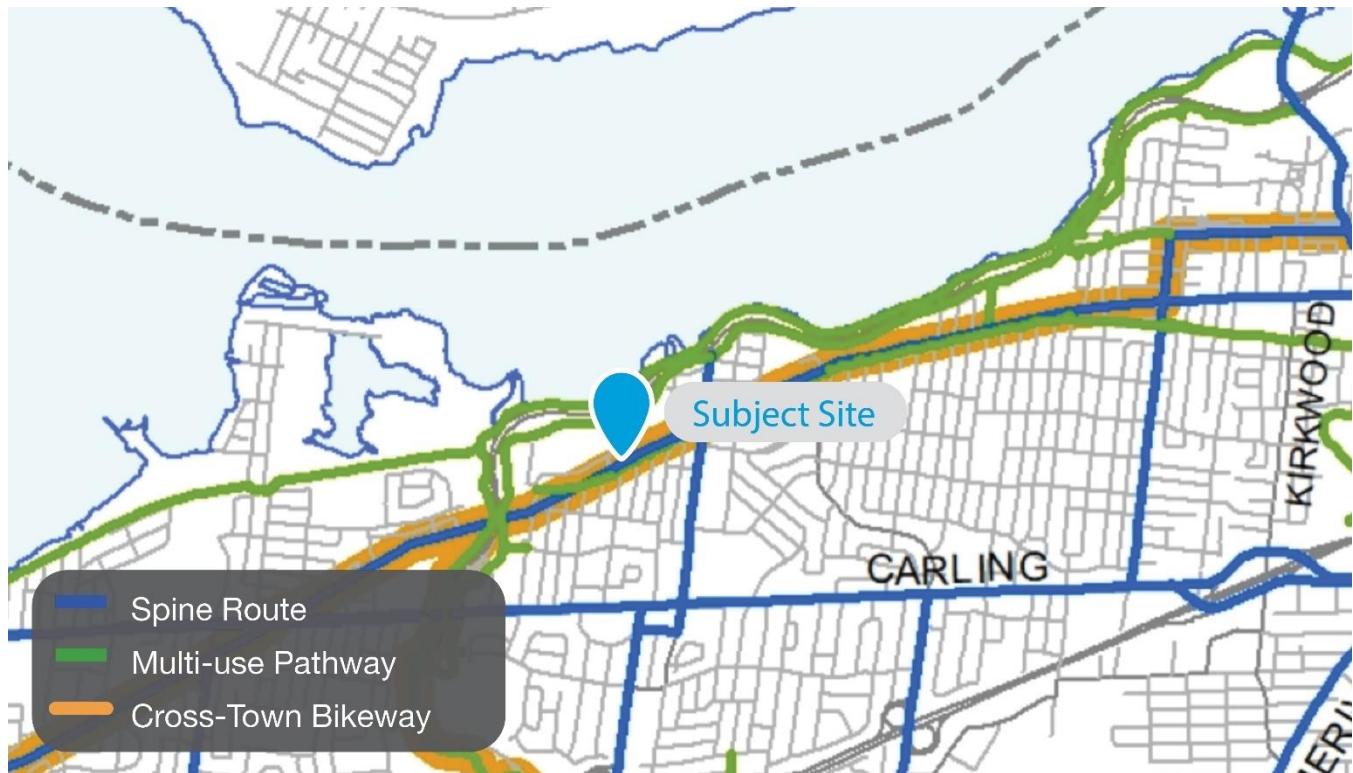 Subject Site
KIRKWOOD
CARLING
Spine Route
Multi-use Pathway
Cross-Town Bikeway